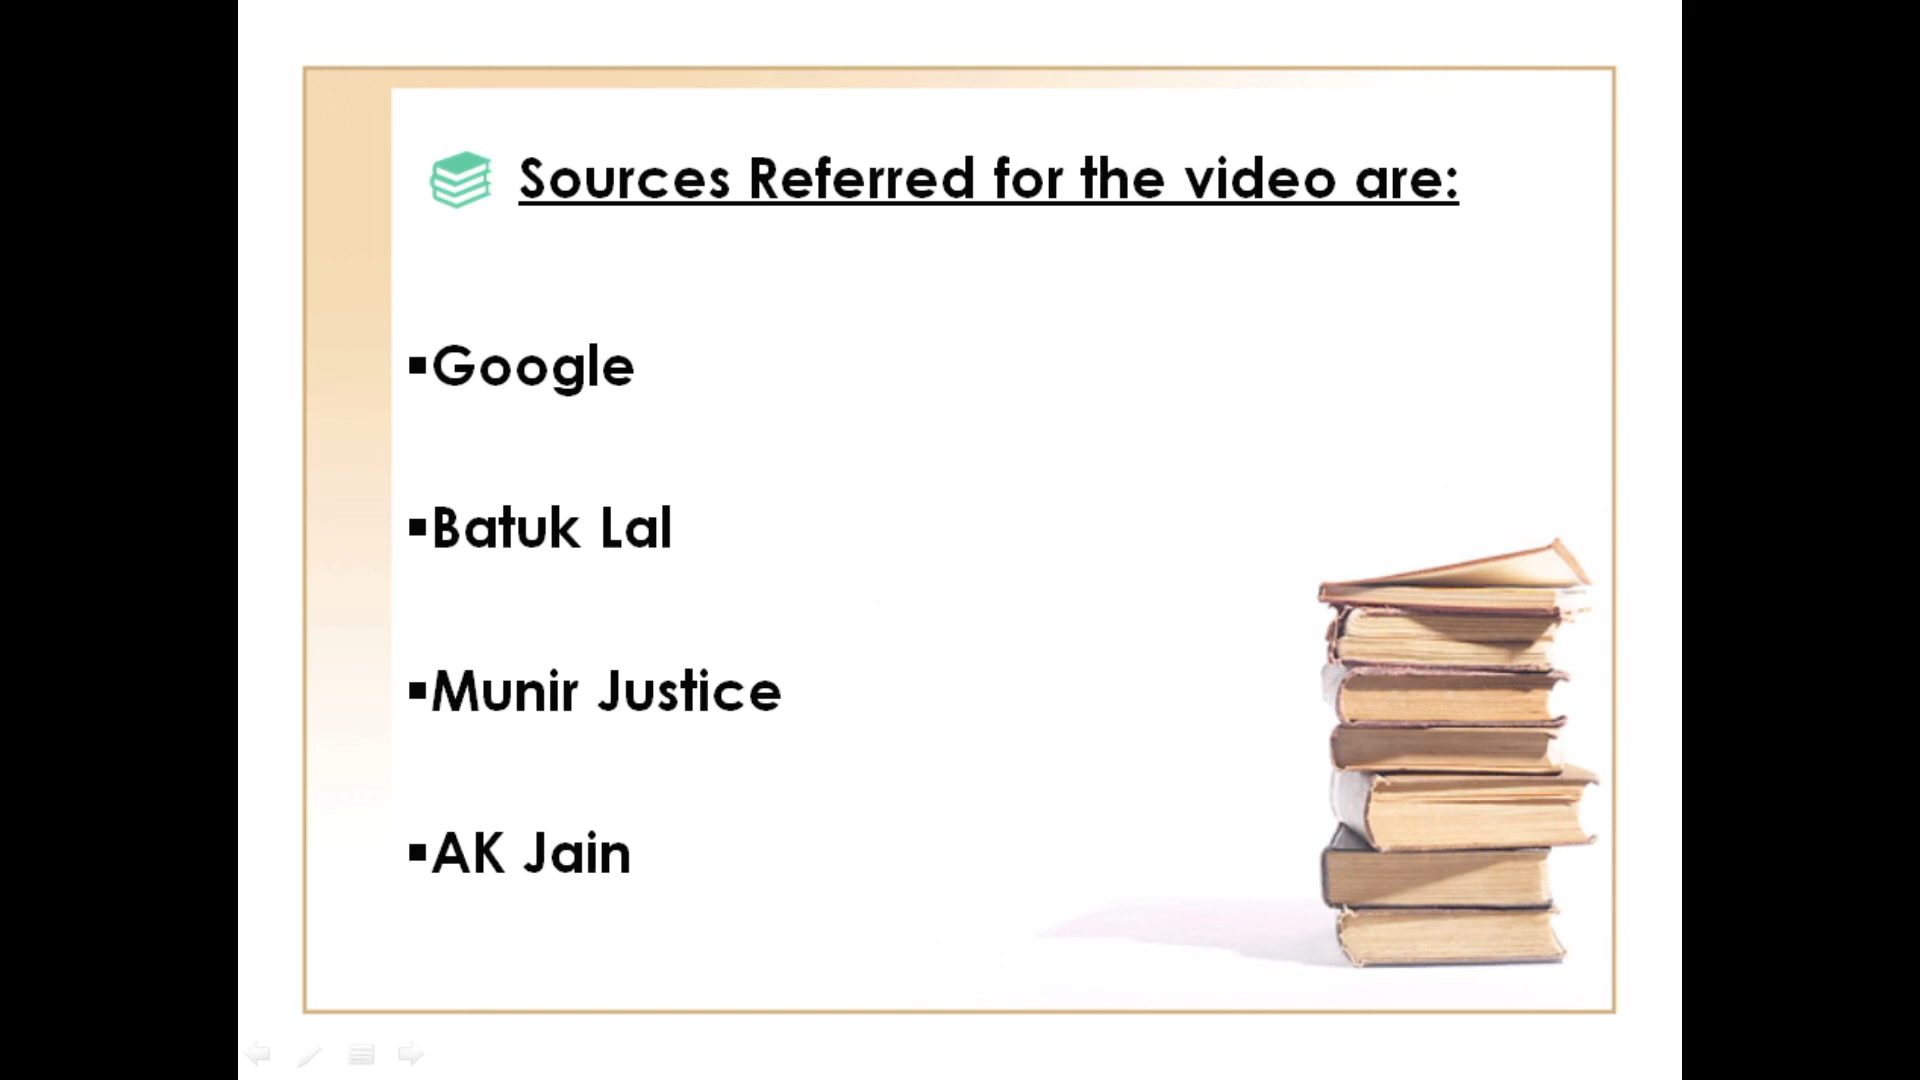 Sources Referred for the video are:
▪Google
▪Batuk Lal
▪Munir Justice
▪AK Jain